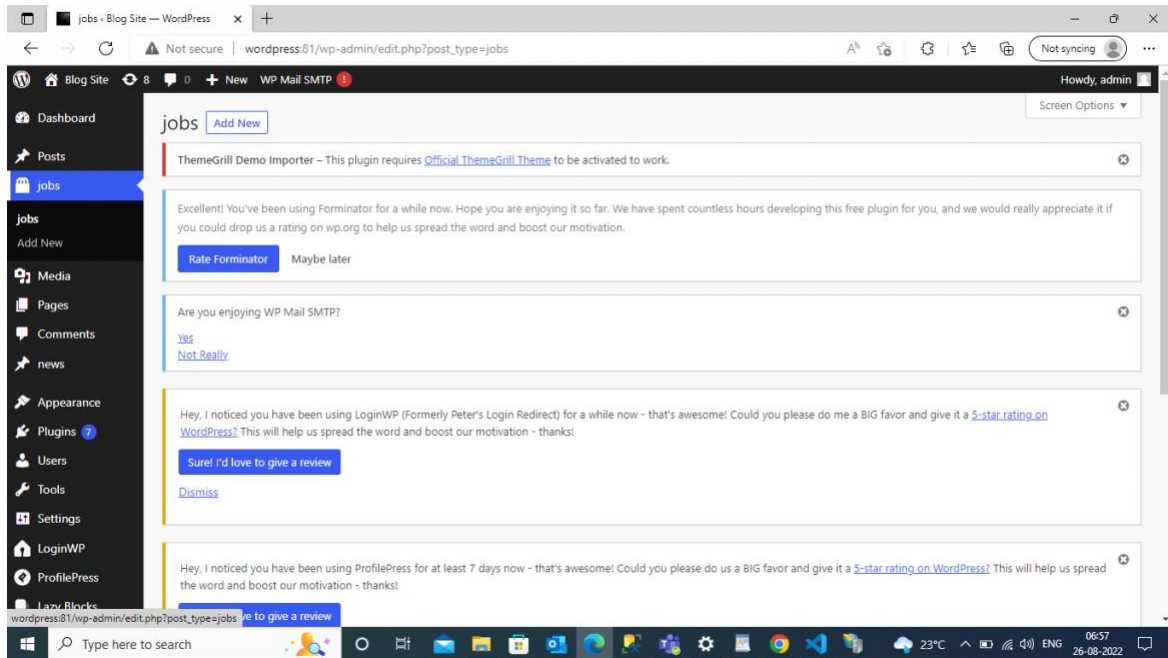 jobs ‹ Blog Site — WordPress
Not secure | wordpress:81/wp-admin/edit.php?post_type=jobs
Not syncing
Blog Site 8 0 + New WP Mail SMTP !
Howdy, admin
Screen Options
Dashboard
Posts
jobs
jobs
Add New
Media
Pages
Comments
news
Appearance
Plugins 7
Users
Tools
Settings
LoginWP
ProfilePress
Lazy Blocks
wordpress:81/wp-admin/edit.php?post_type=jobs
jobs Add New
ThemeGrill Demo Importer – This plugin requires Official ThemeGrill Theme to be activated to work.
Excellent! You've been using Forminator for a while now. Hope you are enjoying it so far. We have spent countless hours developing this free plugin for you, and we would really appreciate it if
you could drop us a rating on wp.org to help us spread the word and boost our motivation.
Rate Forminator Maybe later
Are you enjoying WP Mail SMTP?
Yes
Not Really
Hey, I noticed you have been using LoginWP (Formerly Peter's Login Redirect) for a while now - that's awesome! Could you please do me a BIG favor and give it a 5-star rating on
WordPress? This will help us spread the word and boost our motivation - thanks!
Sure! I'd love to give a review
Dismiss
Hey, I noticed you have been using ProfilePress for at least 7 days now - that's awesome! Could you please do us a BIG favor and give it a 5-star rating on WordPress? This will help us spread
the word and boost our motivation - thanks!
ve to give a review
Type here to search
23°C
ENG
06:57
26-08-2022